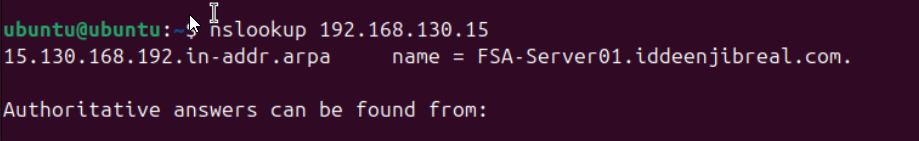 ubuntu@ubuntu:~$ nslookup 192.168.130.15
15.130.168.192.in-addr.arpa     name = FSA-Server01.iddeenjibreal.com.
Authoritative answers can be found from: